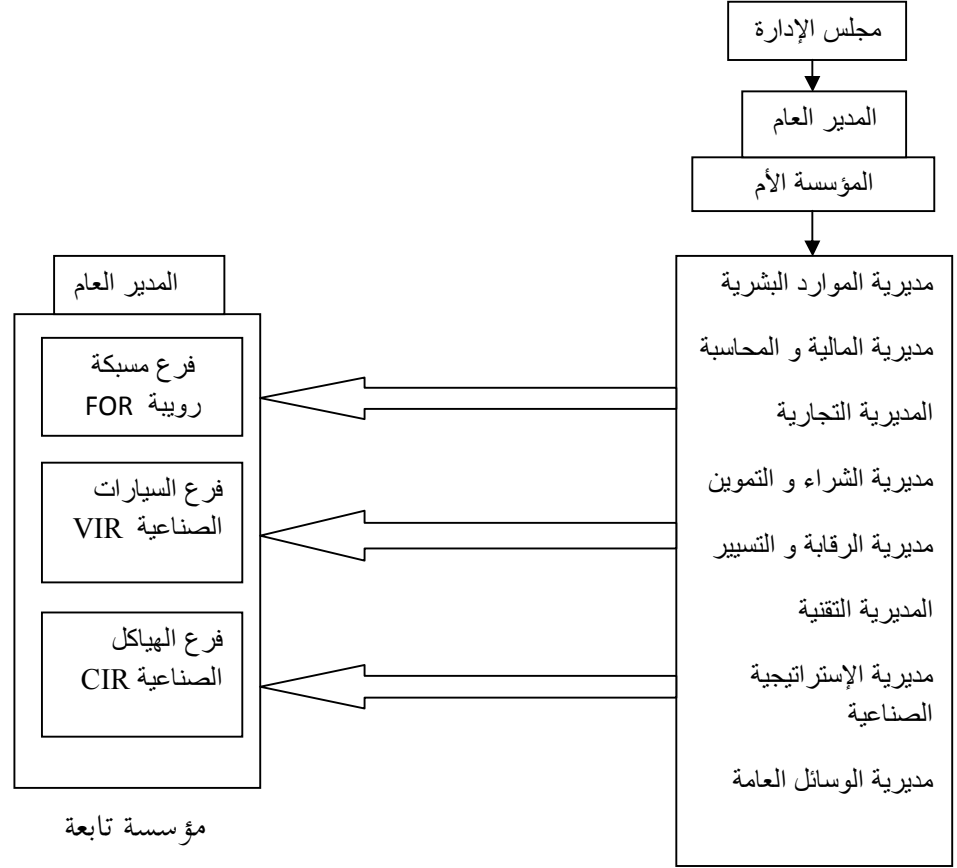 مجلس الإدارة
المدير العام
المؤسسة الأم
مديرية الموارد البشرية
مديرية المالية و المحاسبة
المديرية التجارية
مديرية الشراء و التموين
مديرية الرقابة و التسيير
المديرية التقنية
مديرية الإستراتيجية
الصناعية
مديرية الوسائل العامة
المدير العام
فرع مسبكة
رويبة FOR
فرع السيارات
الصناعية VIR
فرع الهياكل
الصناعية CIR
مؤسسة تابعة